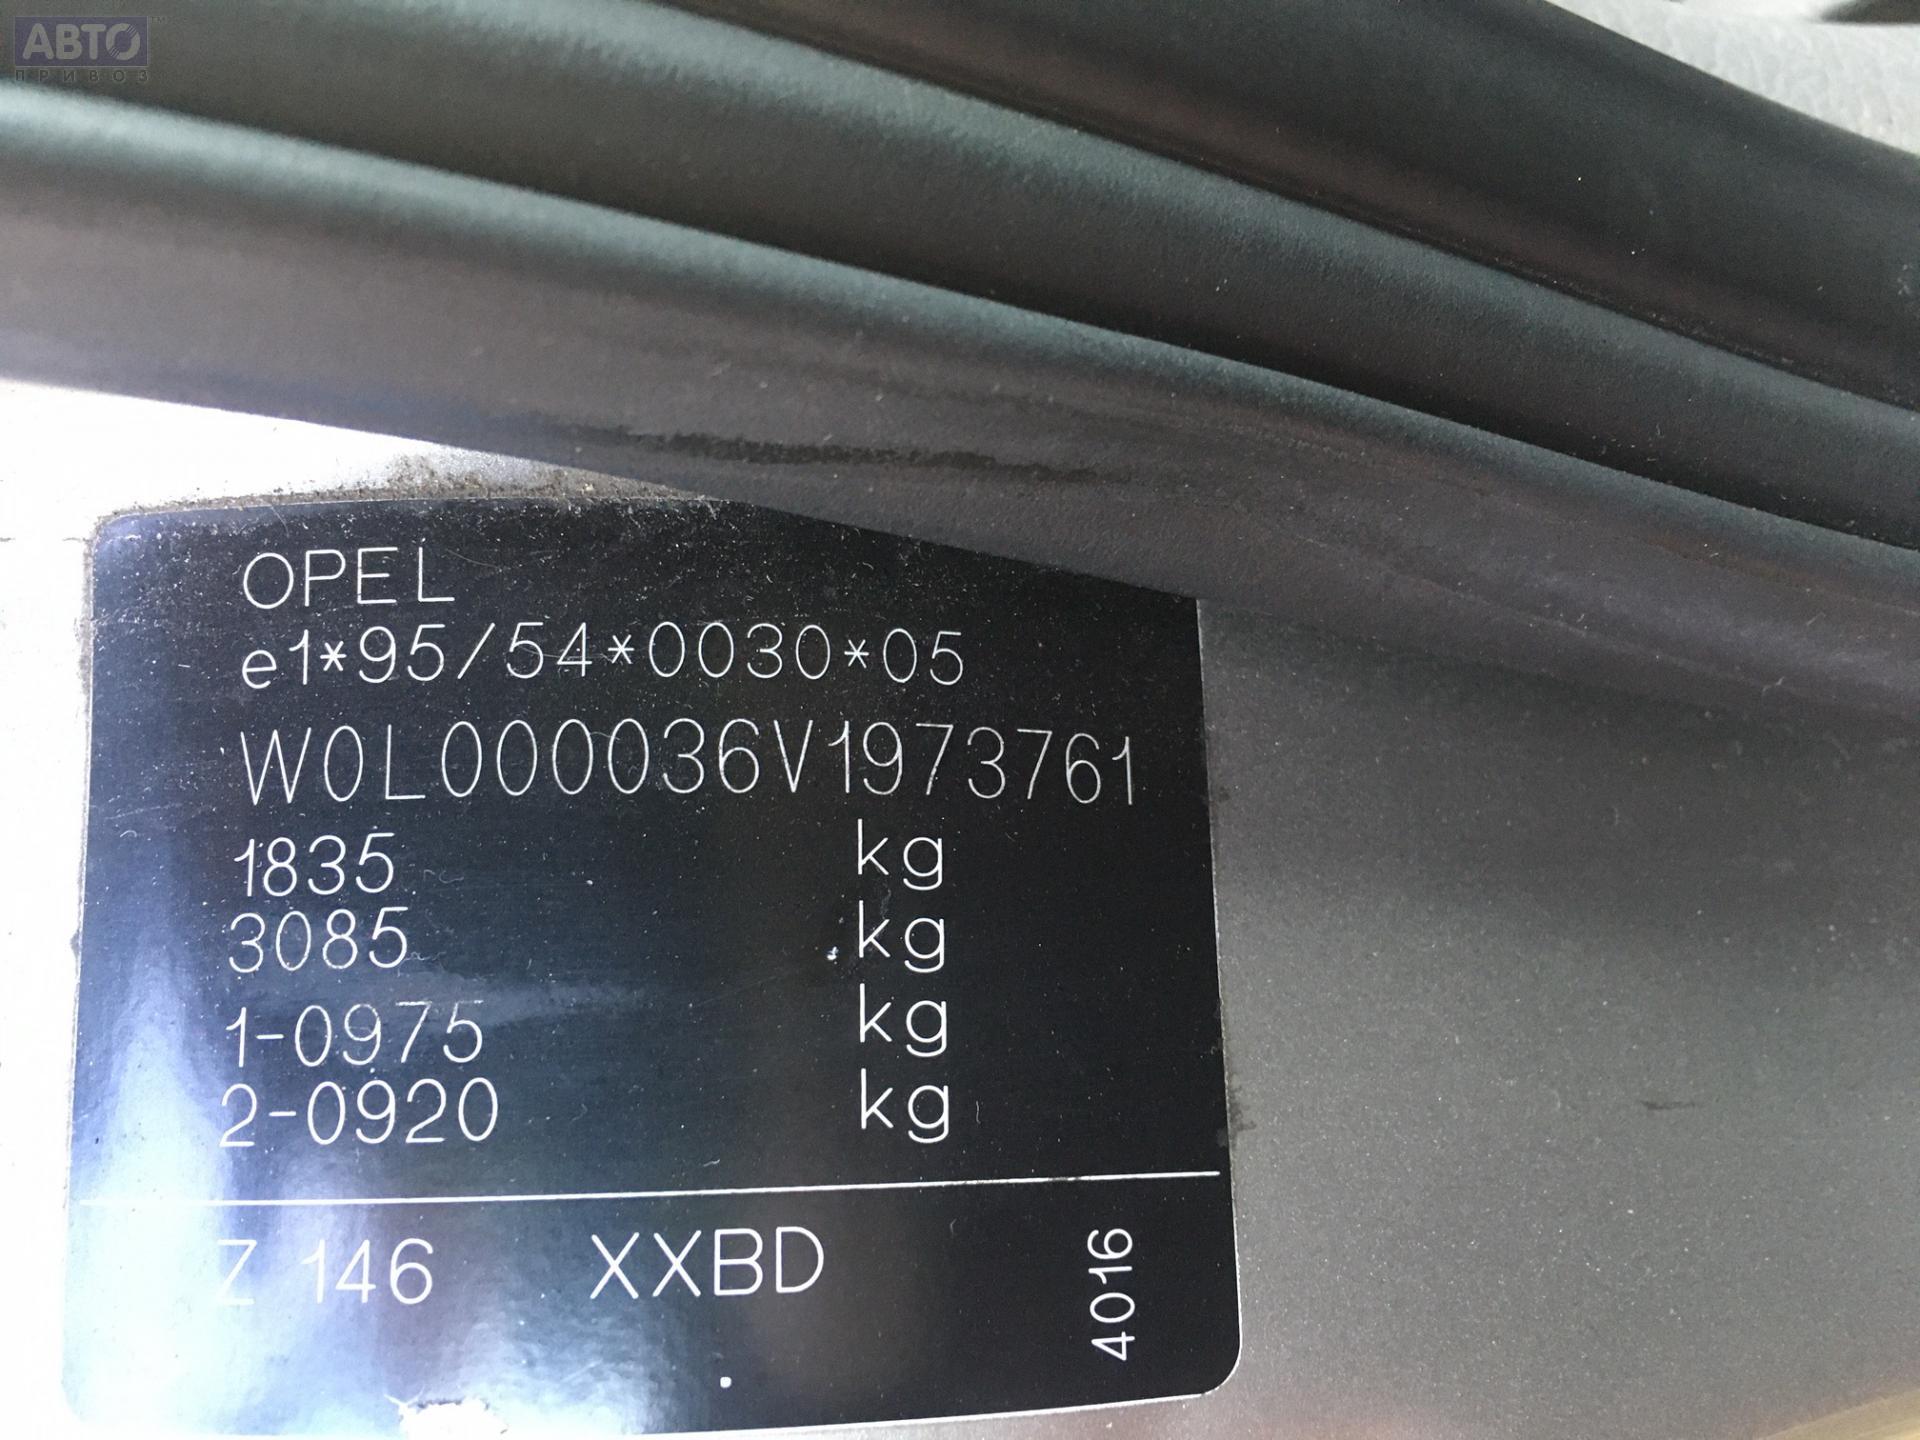 АВТО
ПРИВОЗ
OPEL
e1*95/54*0030*05
W0L000036V1973761
1835 kg
3085 kg
1-0975 kg
2-0920 kg
Z 146 XXBD
4016